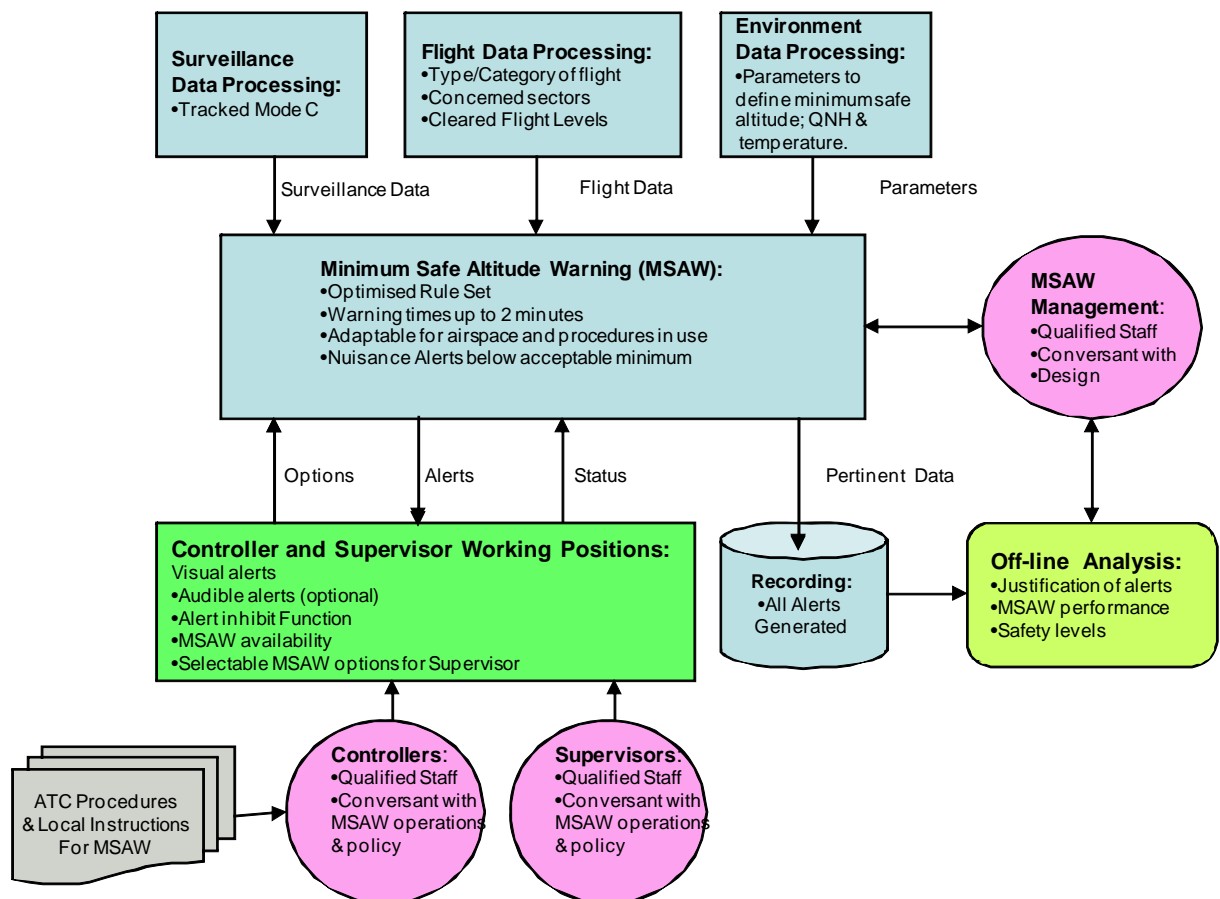 Surveillance
Data Processing:
•Tracked Mode C
Flight Data Processing:
•Type/Category of flight
•Concerned sectors
•Cleared Flight Levels
Environment
Data Processing:
•Parameters to
define minimum safe
altitude; QNH &
temperature.
Surveillance Data
Flight Data
Parameters
Minimum Safe Altitude Warning (MSAW):
•Optimised Rule Set
•Warning times up to 2 minutes
•Adaptable for airspace and procedures in use
•Nuisance Alerts below acceptable minimum
MSAW
Management:
•Qualified Staff
•Conversant with
•Design
Options
Alerts
Status
Pertinent Data
Controller and Supervisor Working Positions:
Visual alerts
•Audible alerts (optional)
•Alert inhibit Function
•MSAW availability
•Selectable MSAW options for Supervisor
Recording:
•All Alerts
Generated
Off-line Analysis:
•Justification of alerts
•MSAW performance
•Safety levels
ATC Procedures
& Local Instructions
For MSAW
Controllers:
•Qualified Staff
•Conversant with
MSAW operations
& policy
Supervisors:
•Qualified Staff
•Conversant with
MSAW operations
& policy